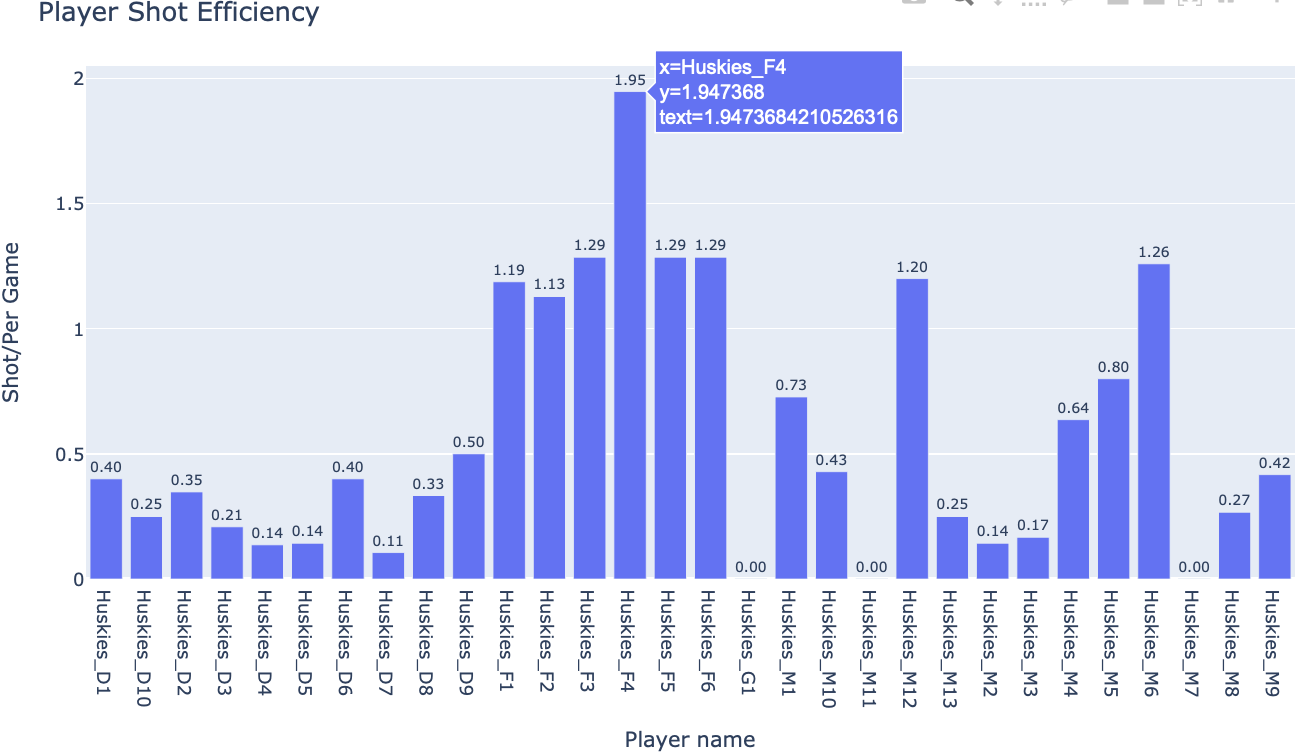 Player Shot Efficiency
x=Huskies_F4
y=1.947368
text=1.9473684210526316
Shot/Per Game
2
1.5
1
0.5
0
0.40
0.25
0.35
0.21
0.14
0.14
0.40
0.11
0.33
0.50
1.19
1.13
1.29
1.95
1.29
1.29
0.00
0.73
0.43
0.00
1.20
0.25
0.14
0.17
0.64
0.80
1.26
0.00
0.27
0.42
Huskies_D1
Huskies_D10
Huskies_D2
Huskies_D3
Huskies_D4
Huskies_D5
Huskies_D6
Huskies_D7
Huskies_D8
Huskies_D9
Huskies_F1
Huskies_F2
Huskies_F3
Huskies_F4
Huskies_F5
Huskies_F6
Huskies_G1
Huskies_M1
Huskies_M10
Huskies_M11
Huskies_M12
Huskies_M13
Huskies_M2
Huskies_M3
Huskies_M4
Huskies_M5
Huskies_M6
Huskies_M7
Huskies_M8
Huskies_M9
Player name